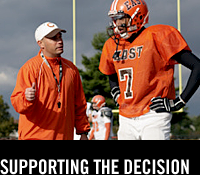 EAST
7
SUPPORTING THE DECISION